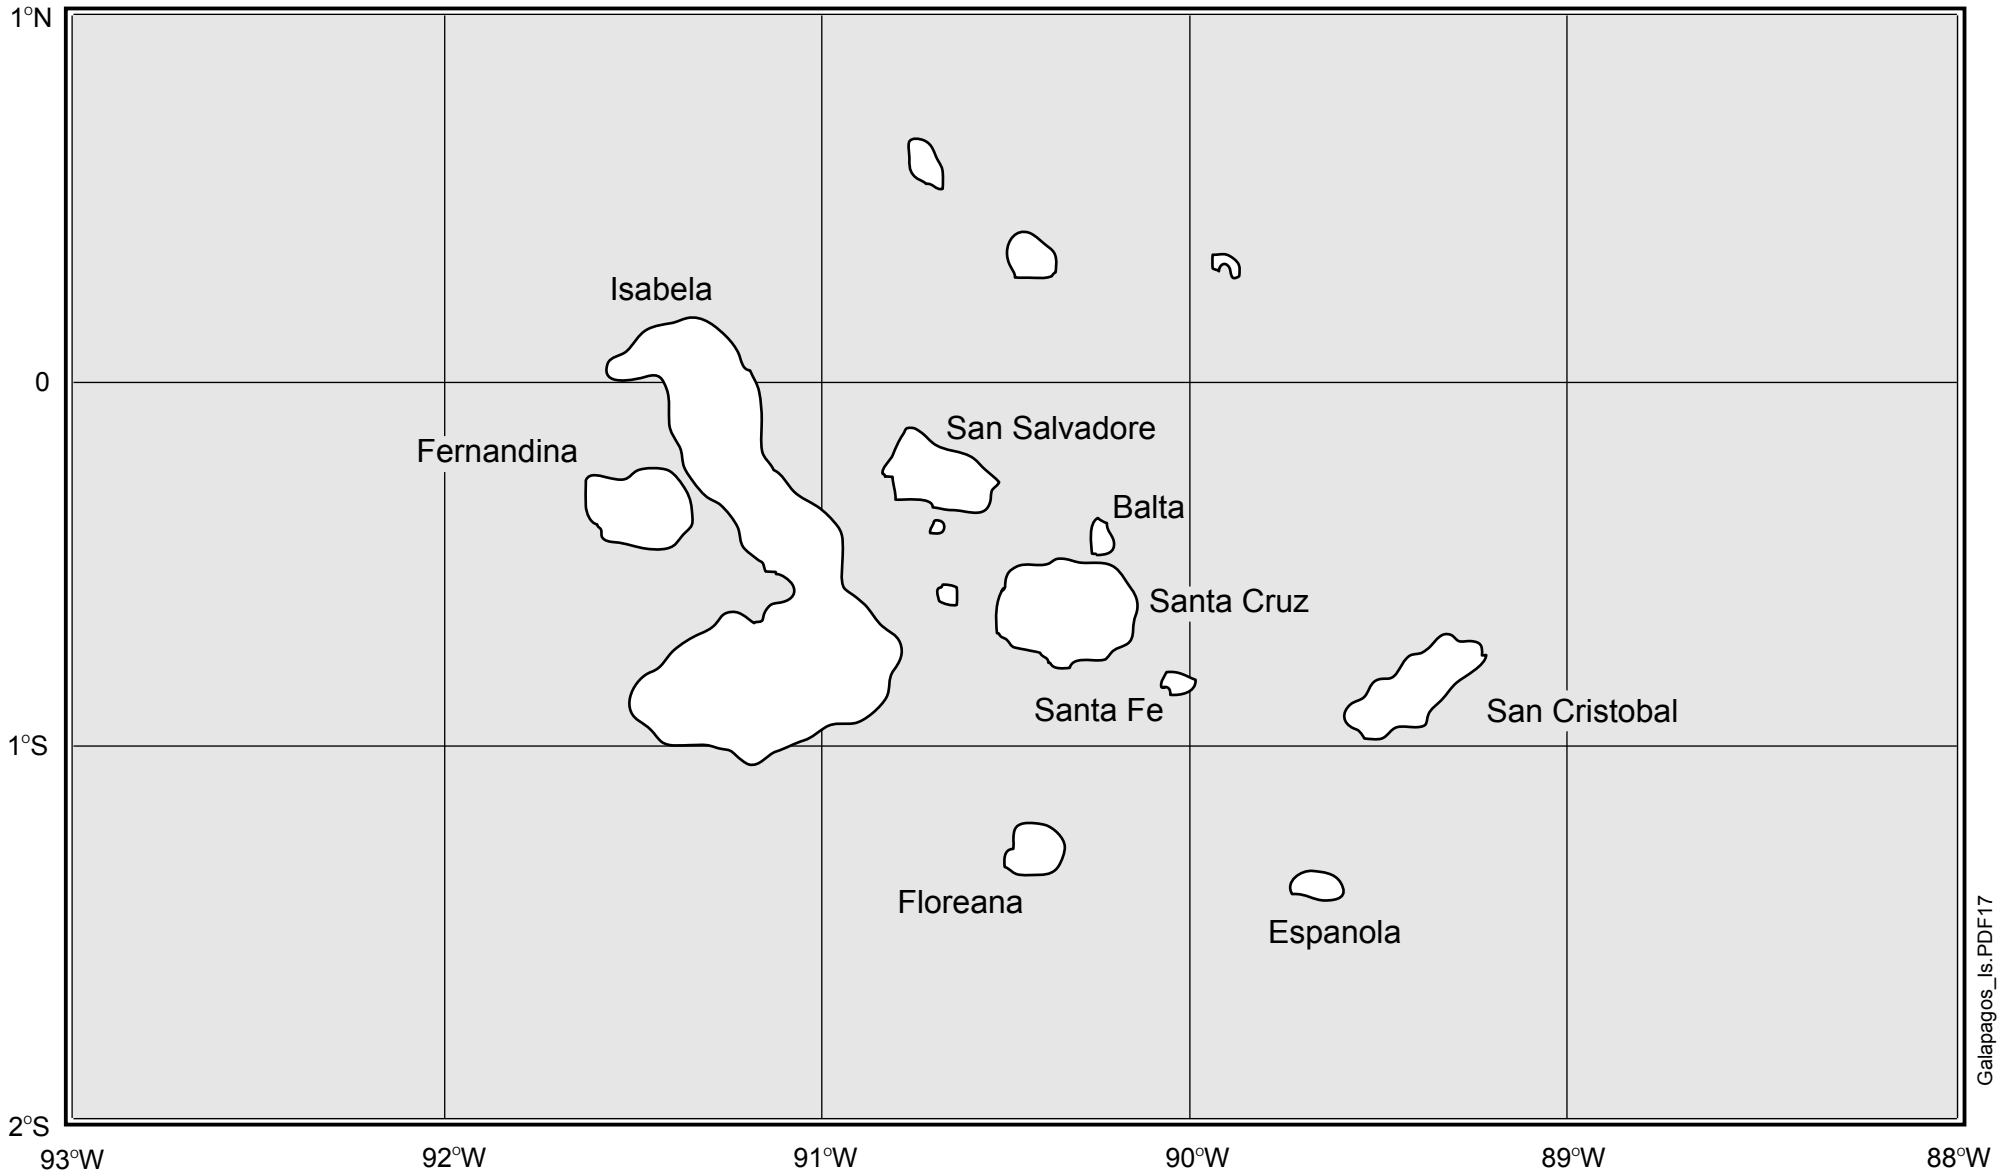 1°N
Isabela
0
San Salvadore
Fernandina
Balta
Santa Cruz
Santa Fe
San Cristobal
1°S
Floreana
Espanola
Galapagos_Is.PDF17
2°S
93°W 92°W 91°W 90°W 89°W 88°W